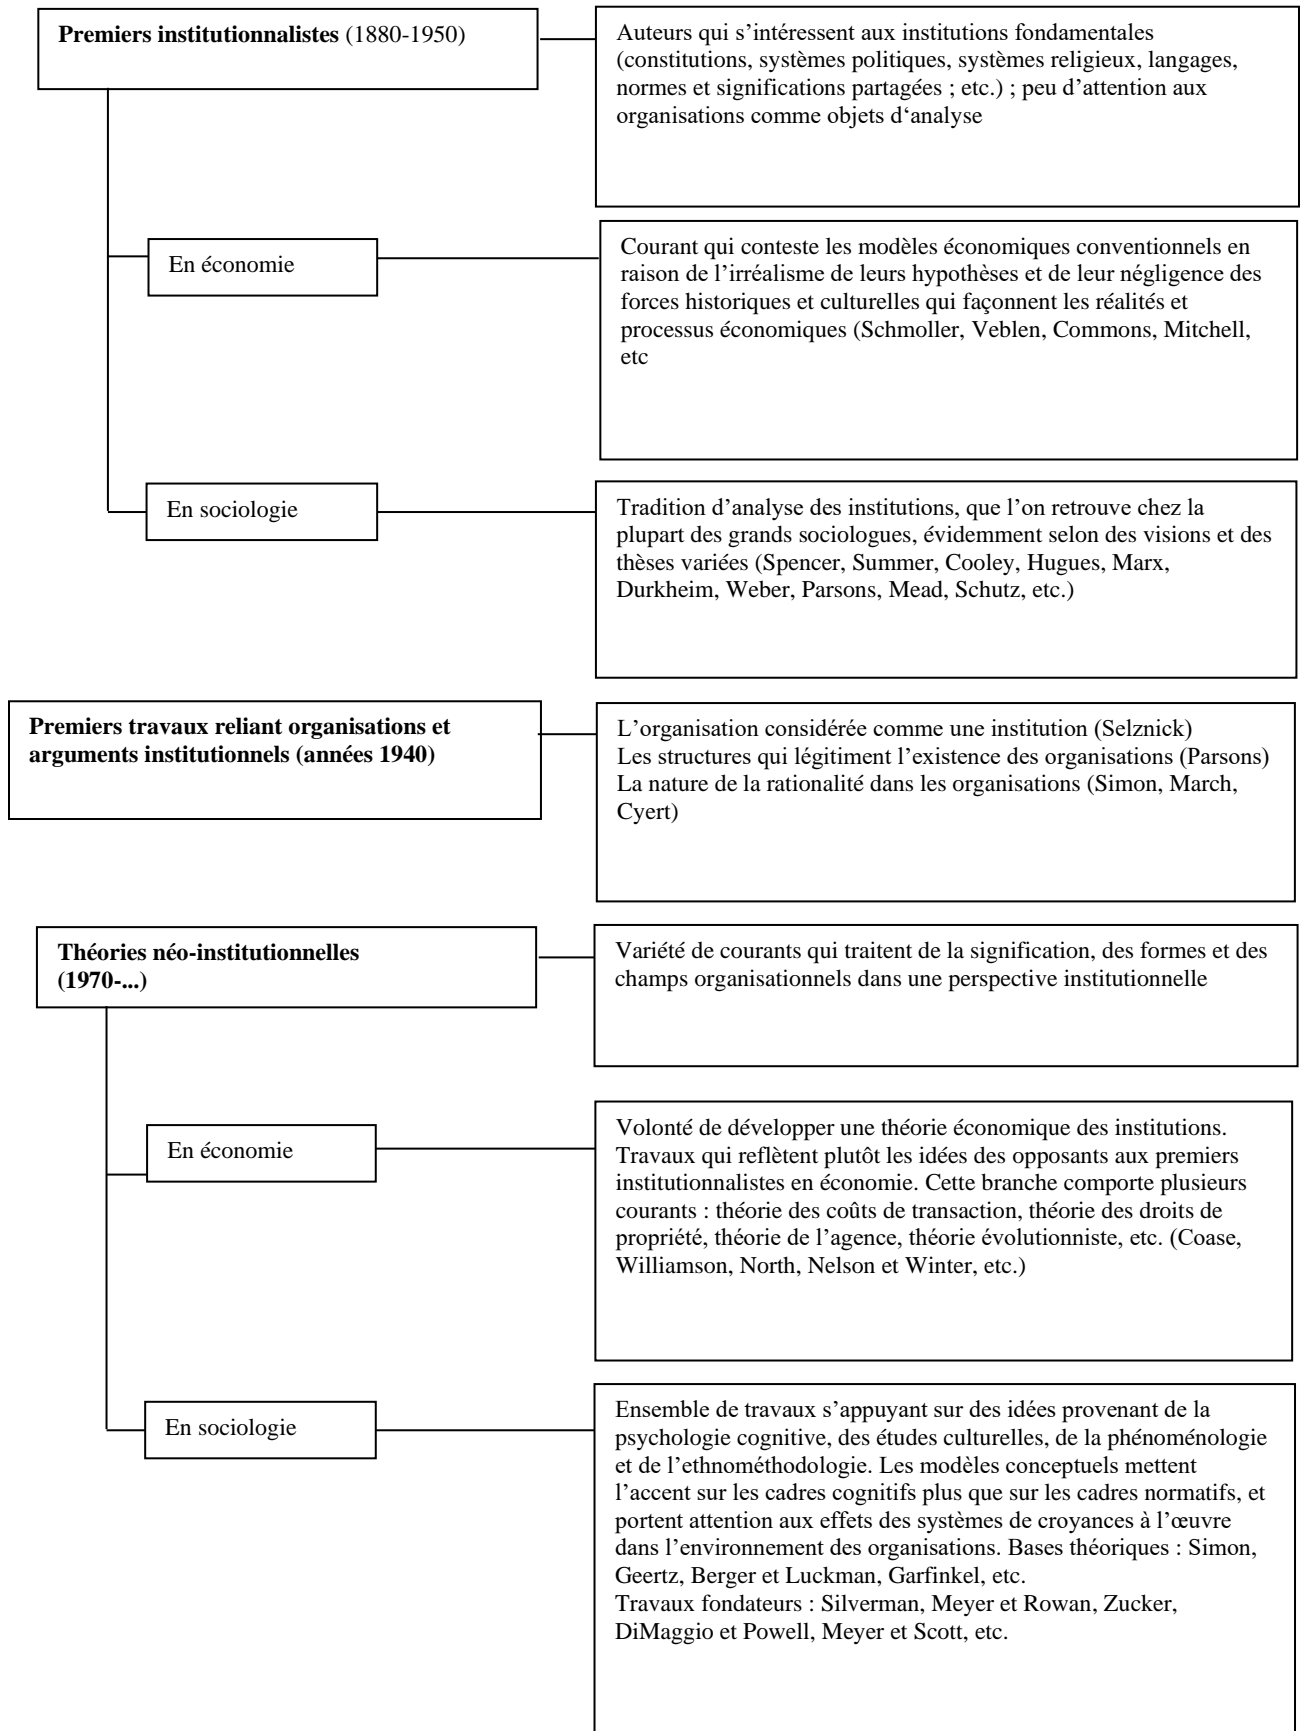 Premiers institutionnalistes (1880-1950)
Auteurs qui s’intéressent aux institutions fondamentales
(constitutions, systèmes politiques, systèmes religieux, langages,
normes et significations partagées ; etc.) ; peu d’attention aux
organisations comme objets d‘analyse
En économie
Courant qui conteste les modèles économiques conventionnels en
raison de l’irréalisme de leurs hypothèses et de leur négligence des
forces historiques et culturelles qui façonnent les réalités et
processus économiques (Schmoller, Veblen, Commons, Mitchell,
etc
En sociologie
Tradition d’analyse des institutions, que l’on retrouve chez la
plupart des grands sociologues, évidemment selon des visions et des
thèses variées (Spencer, Summer, Cooley, Hugues, Marx,
Durkheim, Weber, Parsons, Mead, Schutz, etc.)
Premiers travaux reliant organisations et
arguments institutionnels (années 1940)
L’organisation considérée comme une institution (Selznick)
Les structures qui légitiment l’existence des organisations (Parsons)
La nature de la rationalité dans les organisations (Simon, March,
Cyert)
Théories néo-institutionnelles
(1970-...)
Variété de courants qui traitent de la signification, des formes et des
champs organisationnels dans une perspective institutionnelle
En économie
Volonté de développer une théorie économique des institutions.
Travaux qui reflètent plutôt les idées des opposants aux premiers
institutionnalistes en économie. Cette branche comporte plusieurs
courants : théorie des coûts de transaction, théorie des droits de
propriété, théorie de l’agence, théorie évolutionniste, etc. (Coase,
Williamson, North, Nelson et Winter, etc.)
En sociologie
Ensemble de travaux s’appuyant sur des idées provenant de la
psychologie cognitive, des études culturelles, de la phénoménologie
et de l’ethnométhodologie. Les modèles conceptuels mettent
l’accent sur les cadres cognitifs plus que sur les cadres normatifs, et
portent attention aux effets des systèmes de croyances à l’œuvre
dans l’environnement des organisations. Bases théoriques : Simon,
Geertz, Berger et Luckman, Garfinkel, etc.
Travaux fondateurs : Silverman, Meyer et Rowan, Zucker,
DiMaggio et Powell, Meyer et Scott, etc.